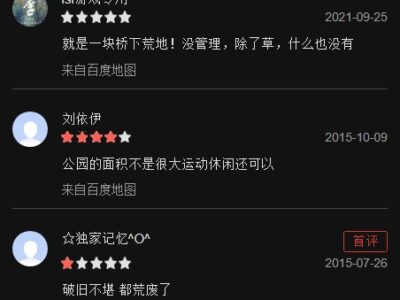 2021-09-25
就是一块桥下荒地！没管理，除了草，什么也没有
来自百度地图
刘依伊
2015-10-09
公园的面积不是很大运动休闲还可以
来自百度地图
☆独家记忆^O^
首评
2015-07-26
破旧不堪 都荒废了